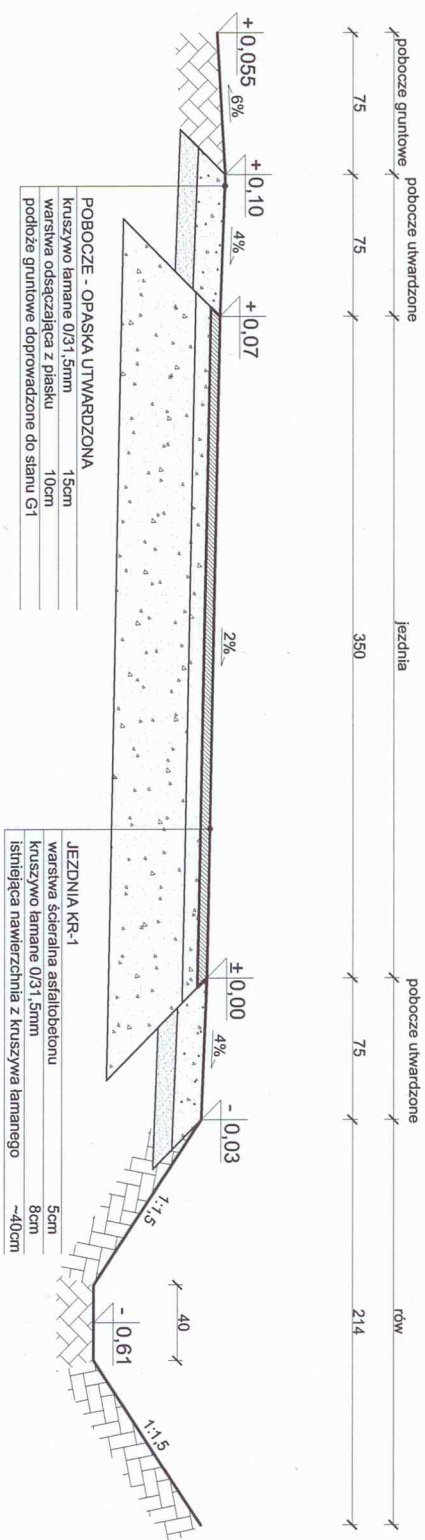 pobocze gruntowe
pobocze utwardzone
jezdnia
pobocze utwardzone
rów
75
75
350
75
214
+
0,055
+
0,10
+
0,07
±
0,00
-
0,03
-
0,61
6%
4%
2%
4%
1:1,5
40
1:1,5
POBOCZE - OPASKA UTWARDZONA
kruszywo łamane 0/31,5mm 15cm
warstwa odsączająca z piasku 10cm
podłoże gruntowe doprowadzone do stanu G1
JEZDNIA KR-1
warstwa ścieralna asfaltobetonu 5cm
kruszywo łamane 0/31,5mm 8cm
istniejąca nawierzchnia z kruszywa łamanego ~40cm